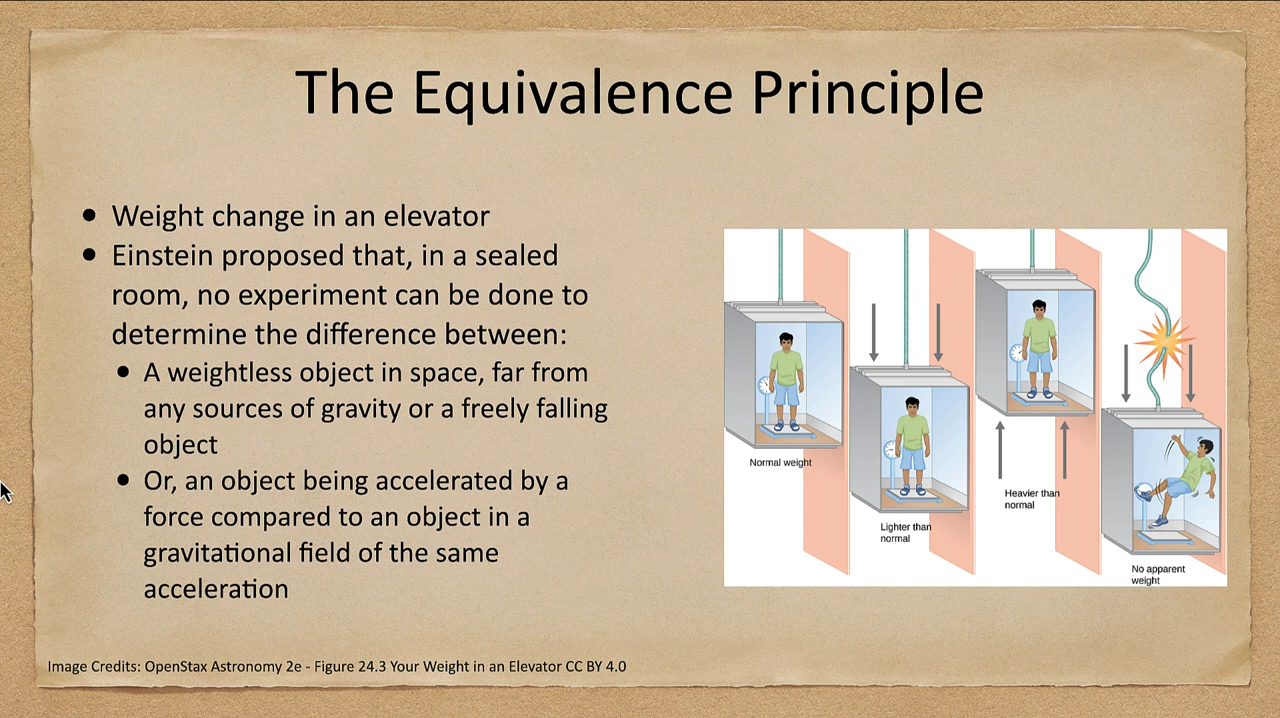 The Equivalence Principle
Weight change in an elevator
Einstein proposed that, in a sealed
room, no experiment can be done to
determine the difference between:
A weightless object in space, far from
any sources of gravity or a freely falling
object
Or, an object being accelerated by a
force compared to an object in a
gravitational field of the same
acceleration
Normal weight
Lighter than
normal
Heavier than
normal
No apparent
weight
Image Credits: OpenStax Astronomy 2e - Figure 24.3 Your Weight in an Elevator CC BY 4.0